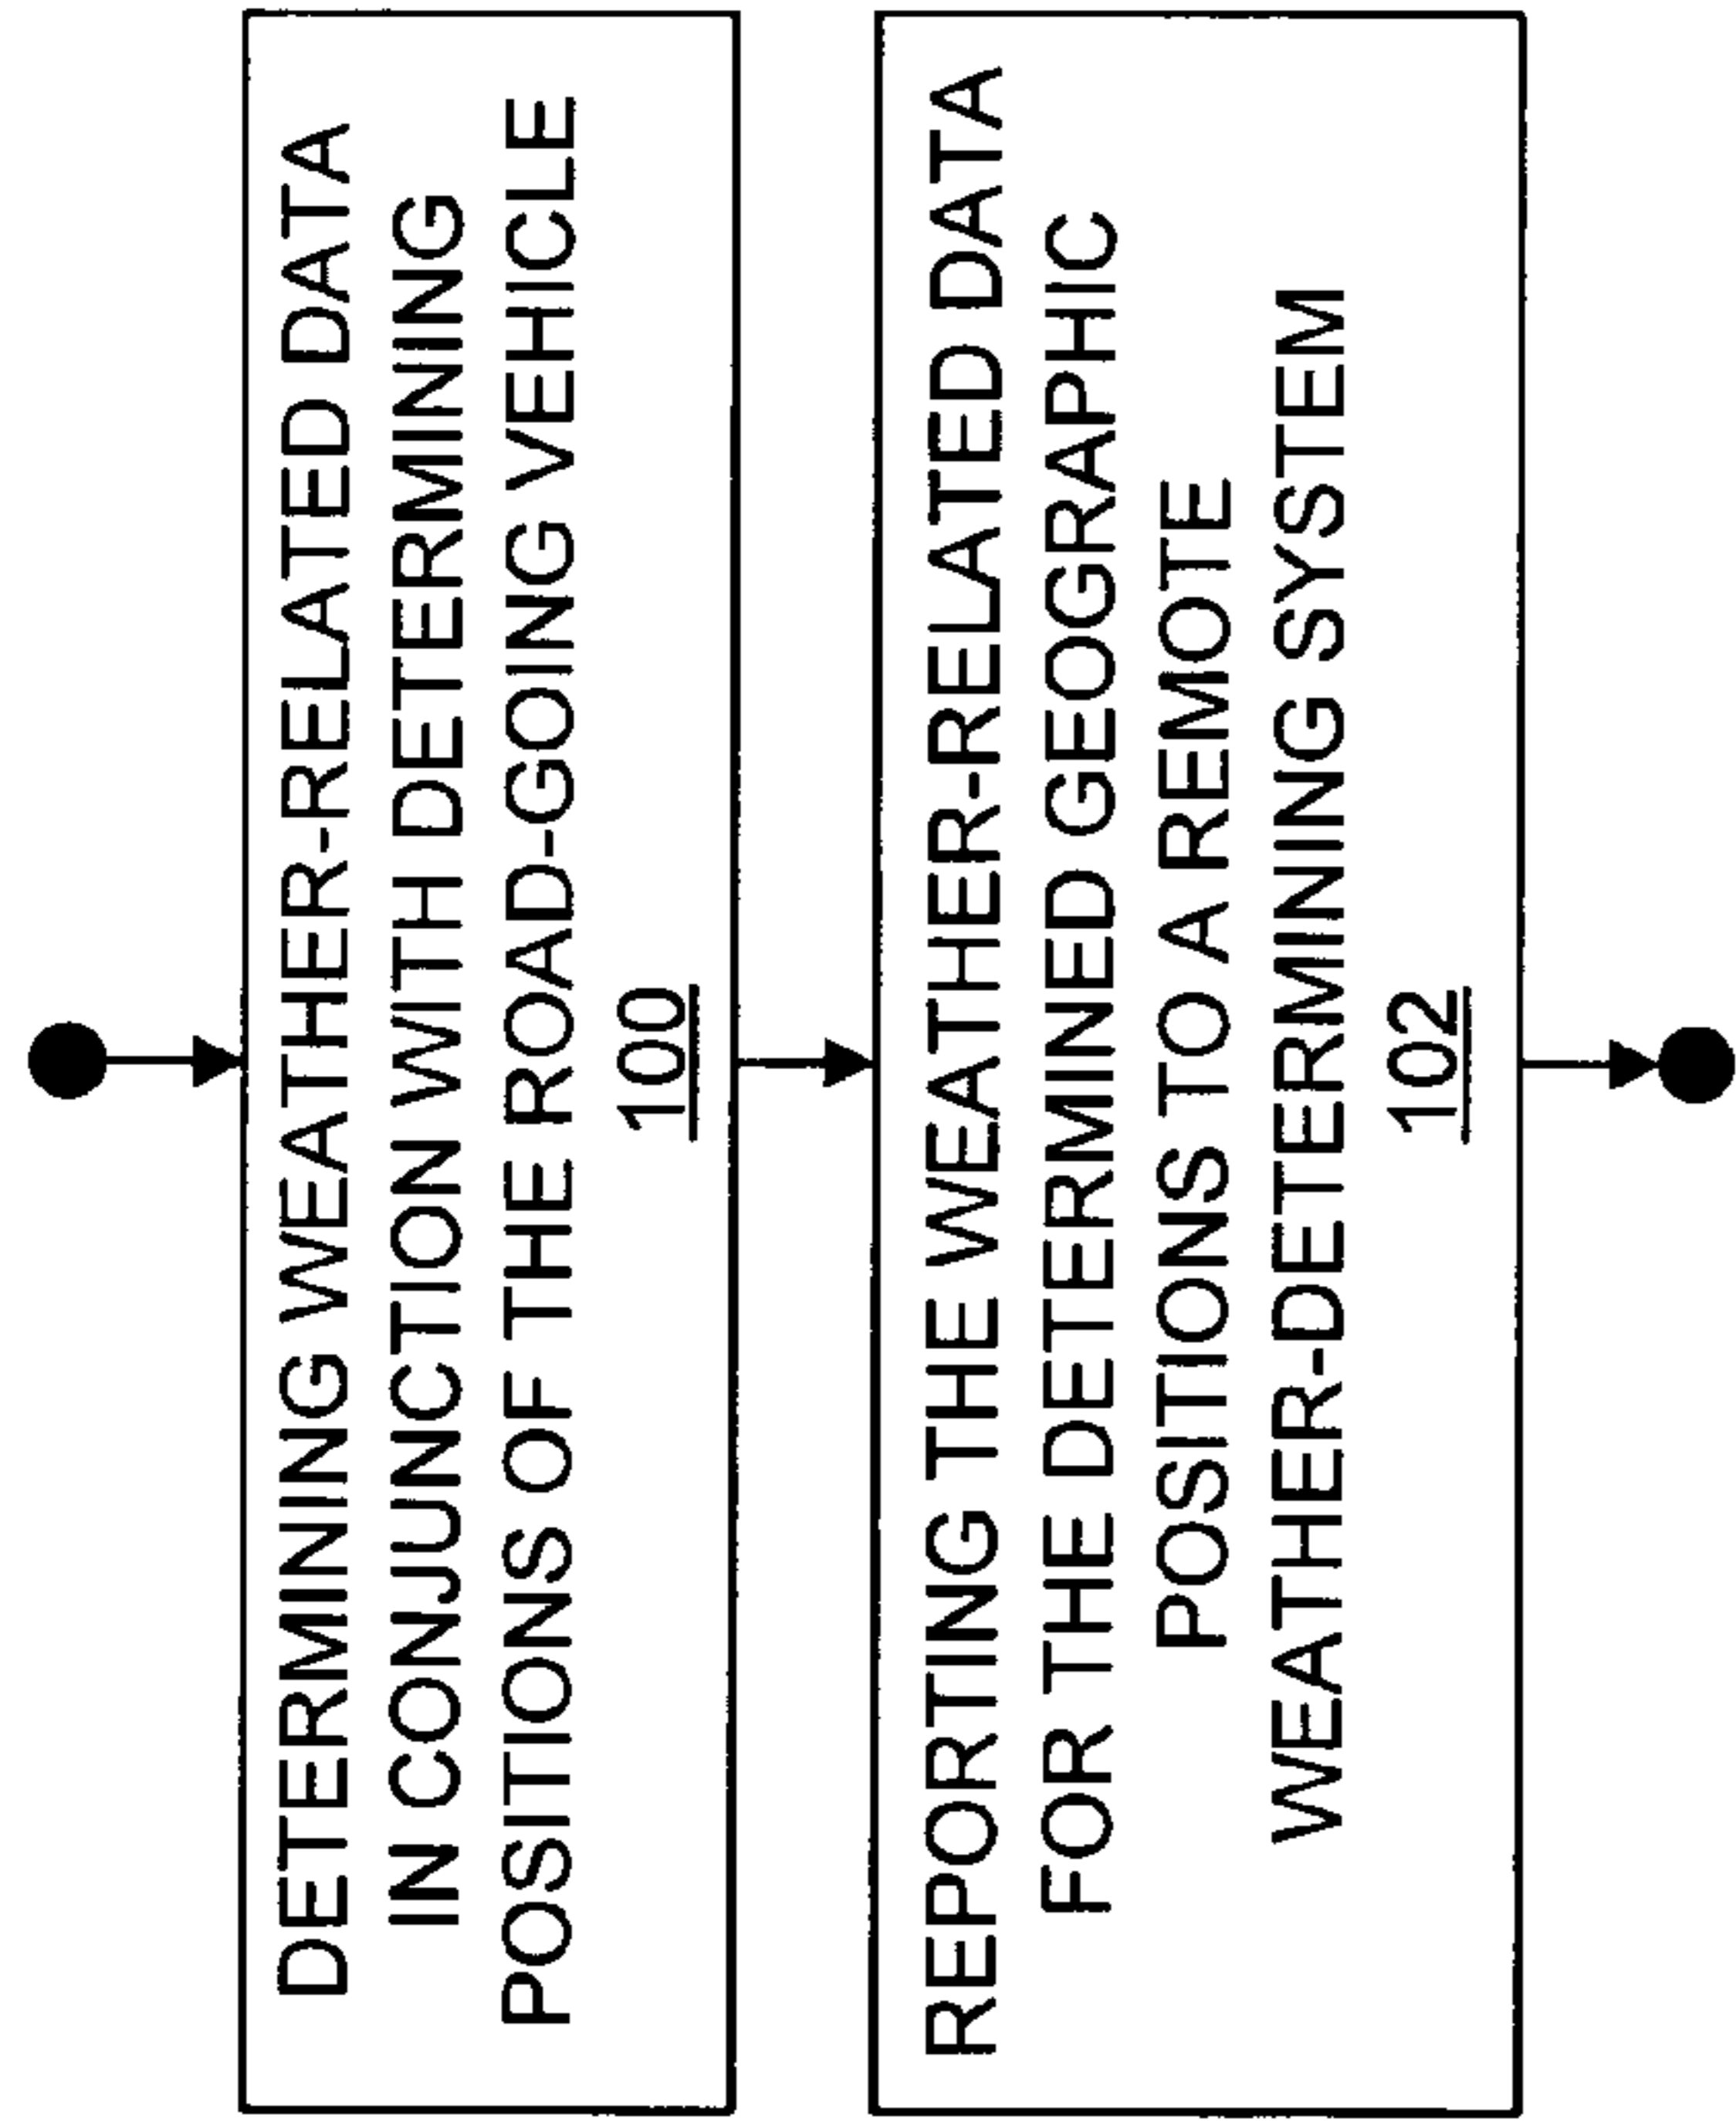 DETERMINING WEATHER-RELATED DATA
IN CONJUNCTION WITH DETERMINING
POSITIONS OF THE ROAD-GOING VEHICLE
100
REPORTING THE WEATHER-RELATED DATA
FOR THE DETERMINED GEOGRAPHIC
POSITIONS TO A REMOTE
WEATHER-DETERMINING SYSTEM
102